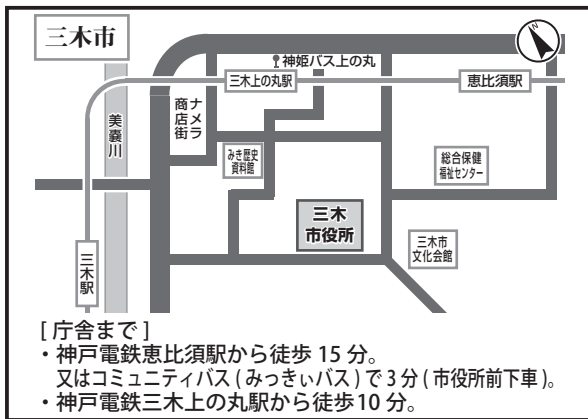 三木市
神姫バス上の丸
三木上の丸駅
恵比須駅
ナメラ
商店街
美嚢川
みき歴史
資料館
総合保健
福祉センター
三木
市役所
三木市
文化会館
三木駅
N
[ 庁舎まで ]
・神戸電鉄恵比須駅から徒歩 15 分。
又はコミュニティバス ( みっきぃバス ) で 3 分 ( 市役所前下車 )。
・神戸電鉄三木上の丸駅から徒歩10 分。